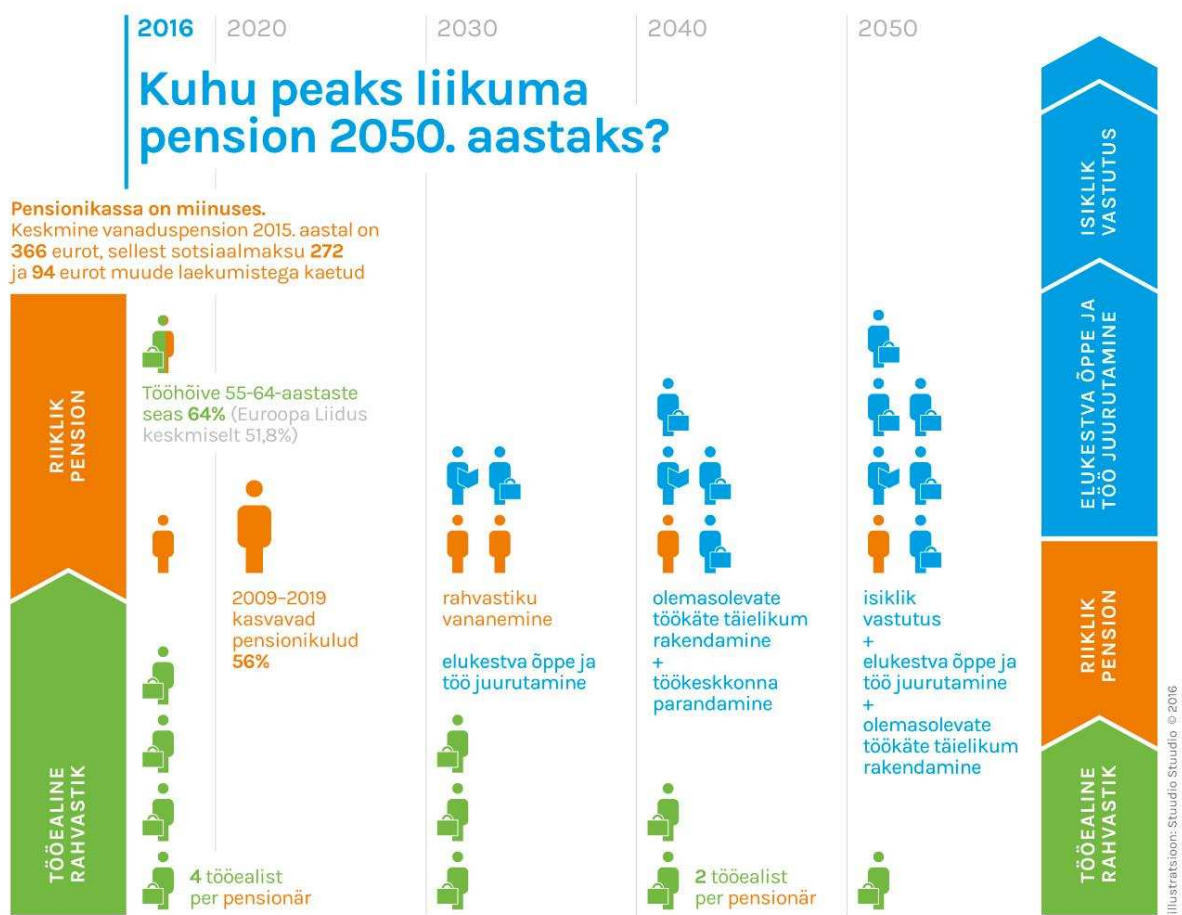 2016
2020
2030
2040
2050
Kuhu peaks liikuma
pension 2050. aastaks?
Pensionikassa on miinuses.
Keskmine vanaduspension 2015. aastal on
366 eurot, sellest sotsiaalmaksu 272
ja 94 eurot muude laekumistega kaetud
RIIKLIK
PENSION
TÖÖEALINE
RAHVASTIK
Tööhõive 55-64-aastaste
seas 64% (Euroopa Liidus
keskmiselt 51,8%)
2009–2019
kasvavad
pensionikulud
56%
4 tööealist
per pensionär
rahvastiku
vananemine
elukestva õppe ja
töö juurutamine
olemasolevate
töökäte täielikum
rakendamine
+
töökeskkonna
parandamine
2 tööealist
per pensionär
isiklik
vastutus
+
elukestva õppe ja
töö juurutamine
+
olemasolevate
töökäte täielikum
rakendamine
ISIKLIK
VASTUTUS
ELUKESTVA ÕPPE JA
TÖÖ JUURUTAMINE
RIIKLIK
PENSION
TÖÖEALINE
RAHVASTIK
illustratsioon: Stuudio Stuudio © 2016